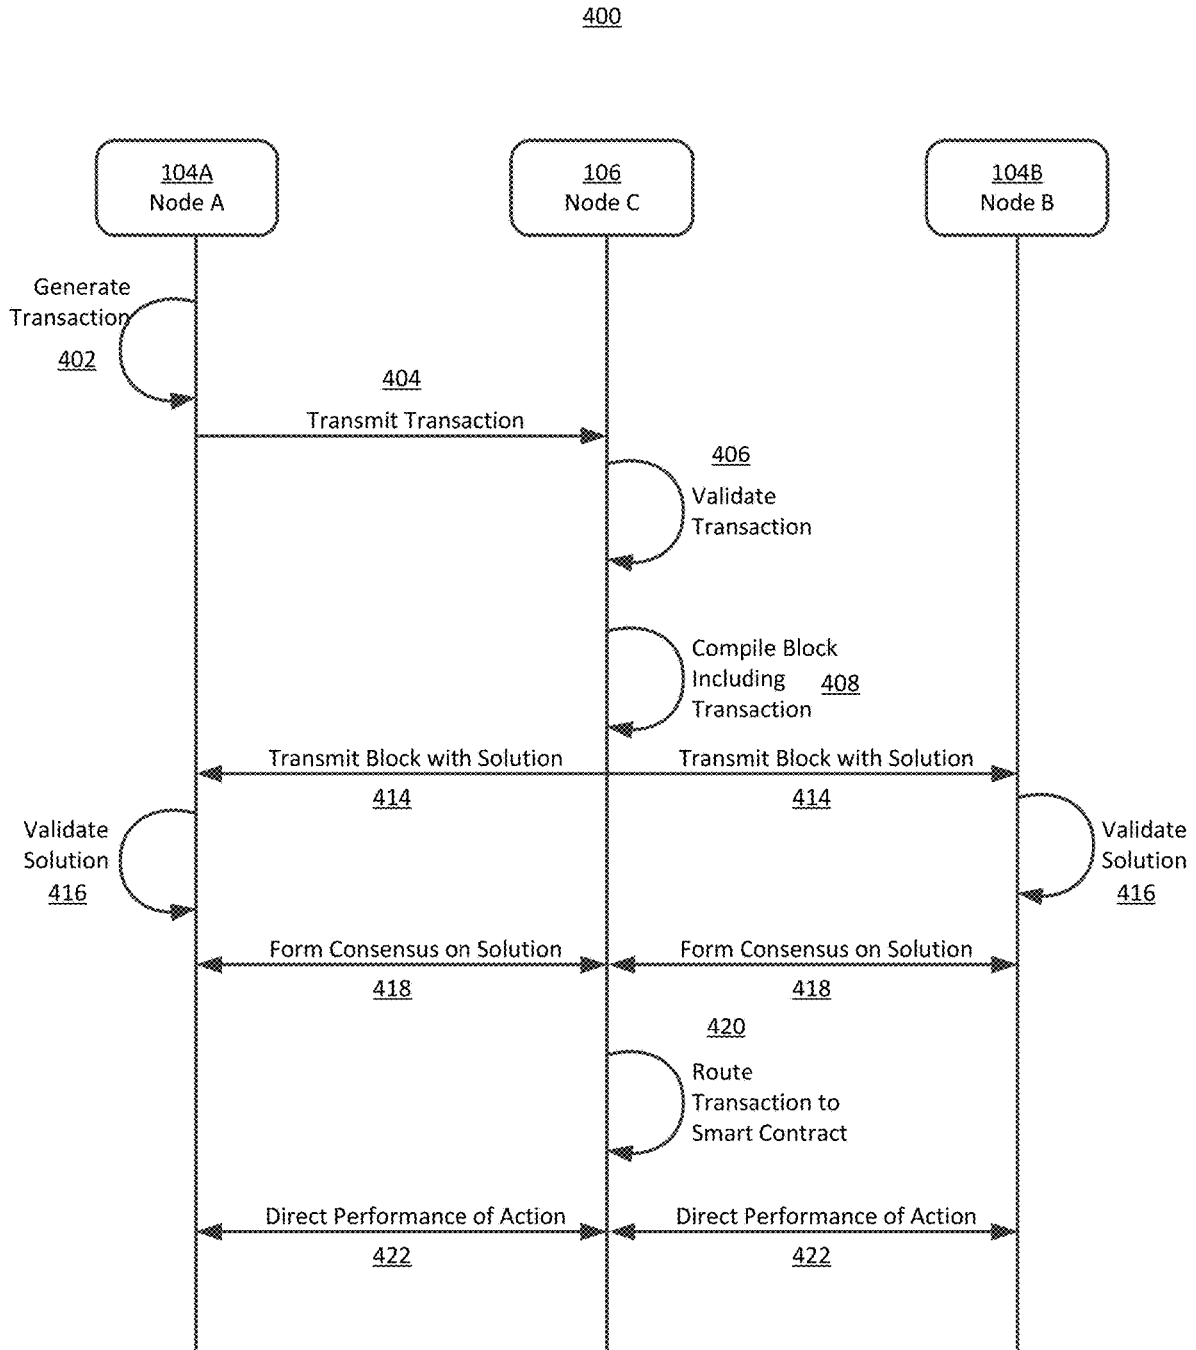 400
104A
Node A
106
Node C
104B
Node B
Generate
Transaction
402
404
Transmit Transaction
406
Validate
Transaction
Compile Block
Including
408
Transaction
Transmit Block with Solution
Transmit Block with Solution
414
414
Validate
Solution
416
Validate
Solution
416
Form Consensus on Solution
Form Consensus on Solution
418
418
420
Route
Transaction to
Smart Contract
Direct Performance of Action
Direct Performance of Action
422
422